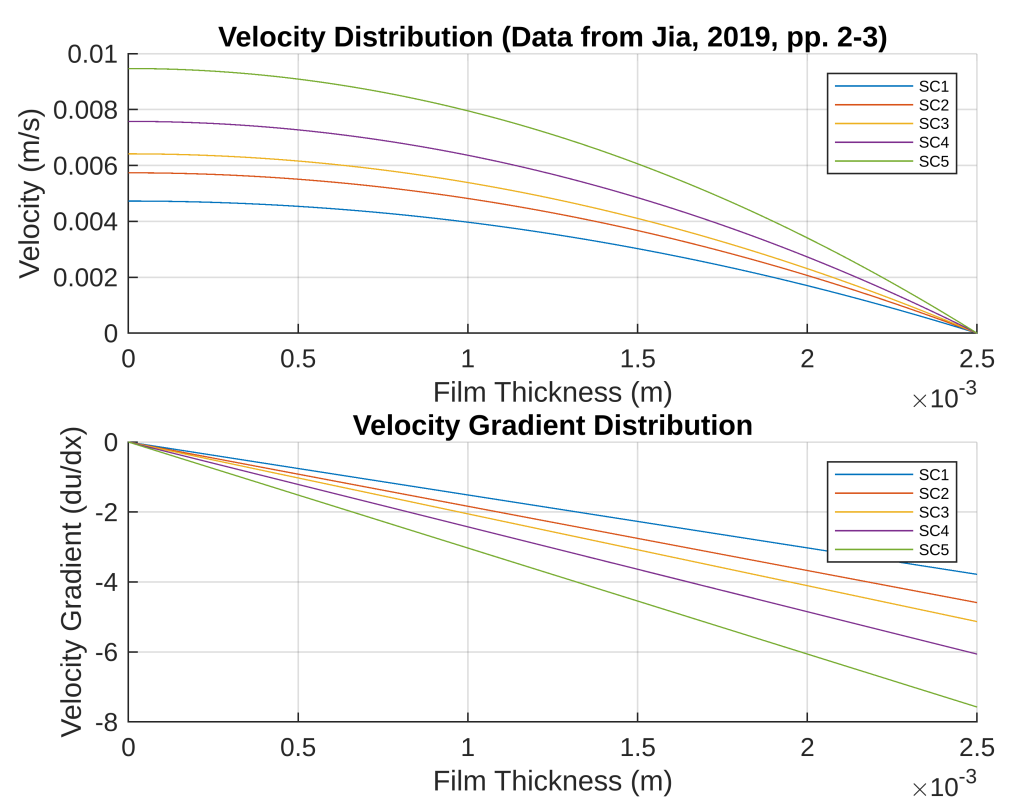 Velocity Distribution (Data from Jia, 2019, pp. 2-3)
Velocity (m/s)
0.01
0.008
0.006
0.004
0.002
0
SC1
SC2
SC3
SC4
SC5
0 0.5 1 1.5 2 2.5
Film Thickness (m)
×10⁻³
Velocity Gradient Distribution
Velocity Gradient (du/dx)
0
-2
-4
-6
-8
SC1
SC2
SC3
SC4
SC5
0 0.5 1 1.5 2 2.5
Film Thickness (m)
×10⁻³